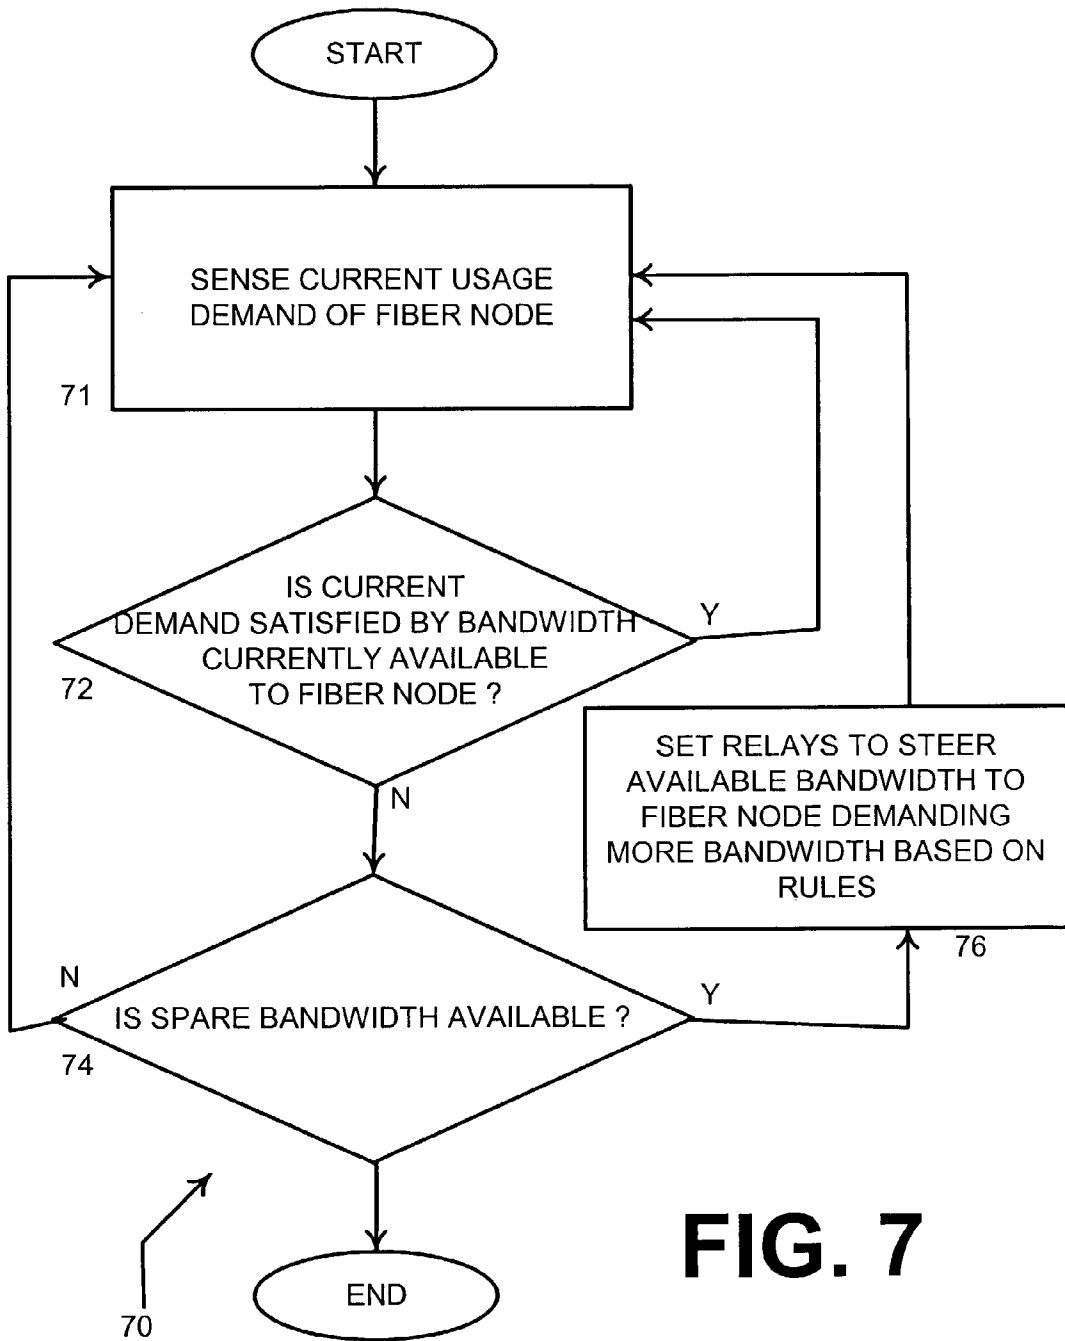 START
SENSE CURRENT USAGE
DEMAND OF FIBER NODE
71
IS CURRENT
DEMAND SATISFIED BY BANDWIDTH
CURRENTLY AVAILABLE
TO FIBER NODE ?
Y
72
N
SET RELAYS TO STEER
AVAILABLE BANDWIDTH TO
FIBER NODE DEMANDING
MORE BANDWIDTH BASED ON
RULES
76
N
IS SPARE BANDWIDTH AVAILABLE ?
Y
74
END
70
FIG. 7